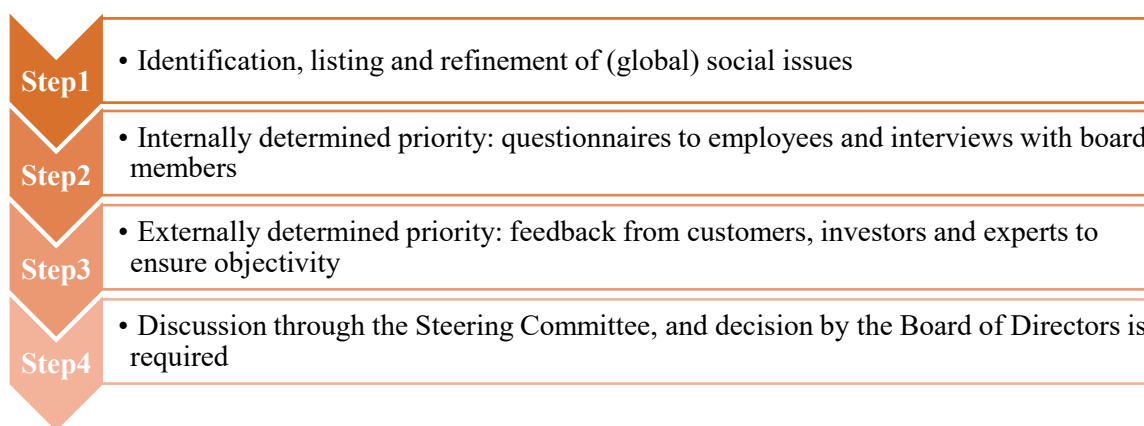 Step1
• Identification, listing and refinement of (global) social issues
Step2
• Internally determined priority: questionnaires to employees and interviews with board
members
Step3
• Externally determined priority: feedback from customers, investors and experts to
ensure objectivity
Step4
• Discussion through the Steering Committee, and decision by the Board of Directors is
required